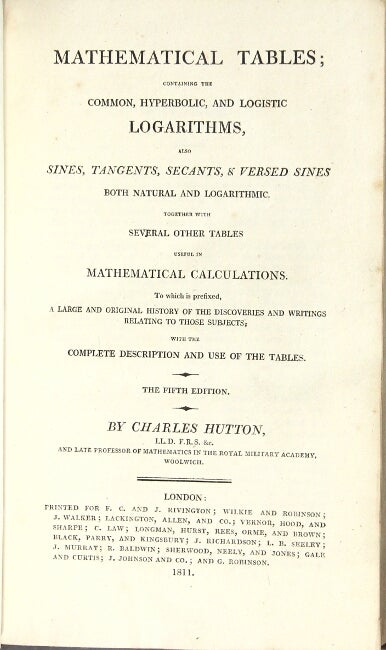 MATHEMATICAL TABLES;
CONTAINING THE
COMMON, HYPERBOLIC, AND LOGISTIC
LOGARITHMS,
ALSO
SINES, TANGENTS, SECANTS, & VERSED SINES
BOTH NATURAL AND LOGARITHMIC.
TOGETHER WITH
SEVERAL OTHER TABLES
USEFUL IN
MATHEMATICAL CALCULATIONS.
To which is prefixed,
A LARGE AND ORIGINAL HISTORY OF THE DISCOVERIES AND WRITINGS
RELATING TO THOSE SUBJECTS;
WITH THE
COMPLETE DESCRIPTION AND USE OF THE TABLES.
THE FIFTH EDITION.
BY CHARLES HUTTON,
LL.D. F.R.S. &c.
AND LATE PROFESSOR OF MATHEMATICS IN THE ROYAL MILITARY ACADEMY,
WOOLWICH.
LONDON:
PRINTED FOR F. C. AND J. RIVINGTON; WILKIE AND ROBINSON;
J. WALKER; LACKINGTON, ALLEN, AND CO.; VERNOR, HOOD, AND
SHARPE; C. LAW; LONGMAN, HURST, REES, ORME, AND BROWN;
BLACK, PARRY, AND KINGSBURY; J. RICHARDSON; L. B. SEELEY;
J. MURRAY; R. BALDWIN; SHERWOOD, NEELY, AND JONES; GALE
AND CURTIS; J. JOHNSON AND CO.; AND G. ROBINSON.
1811.